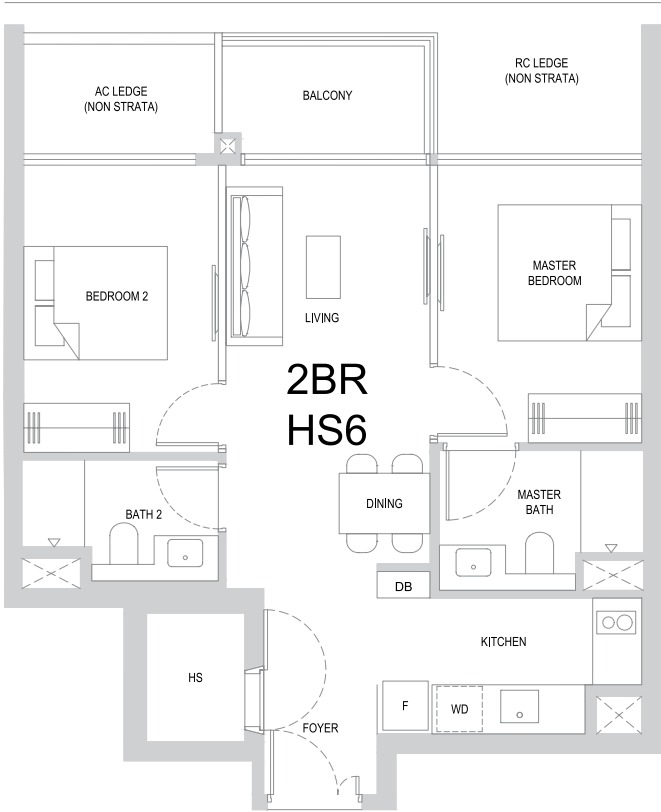 AC LEDGE
(NON STRATA)
BALCONY
RC LEDGE
(NON STRATA)
BEDROOM 2
LIVING
MASTER
BEDROOM
2BR
HS6
BATH 2
DINING
MASTER
BATH
DB
KITCHEN
HS
F
WD
FOYER